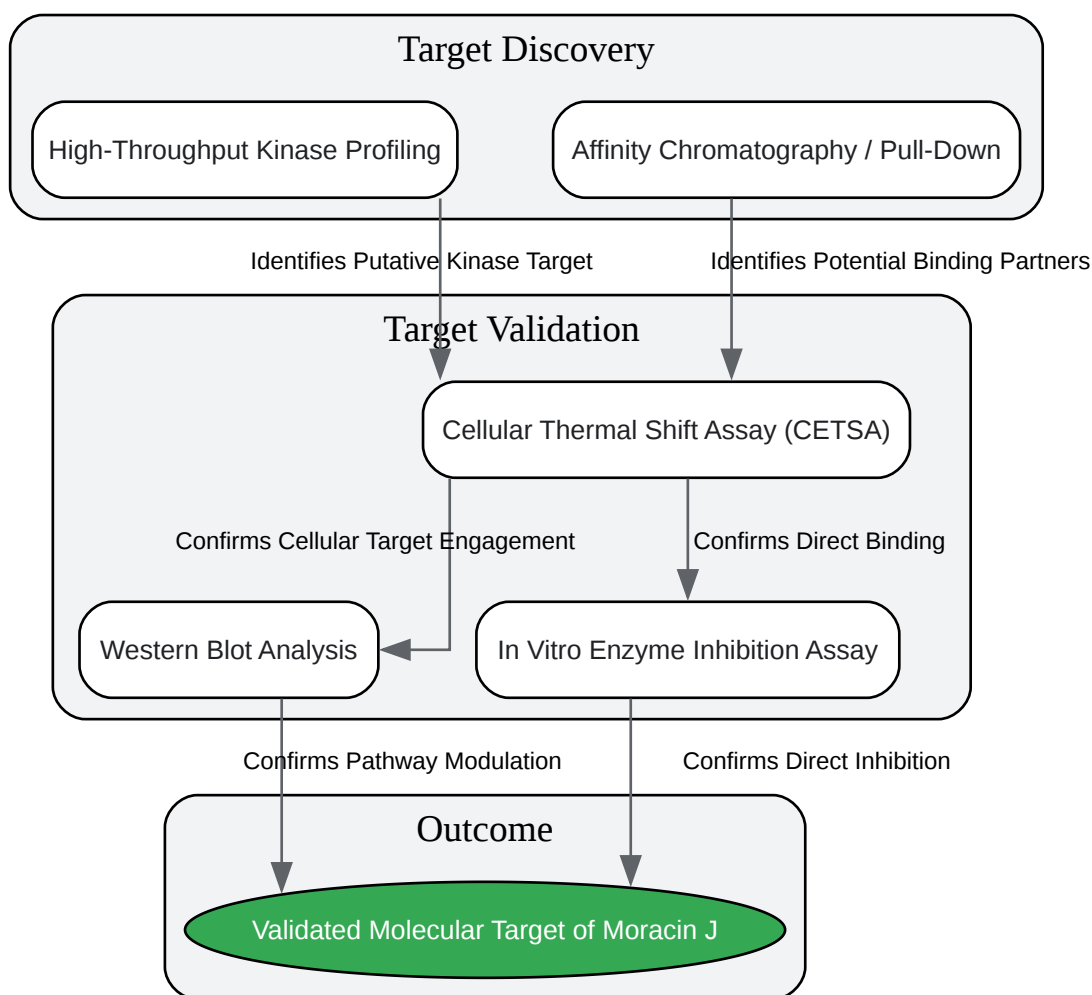 Target Discovery
High-Throughput Kinase Profiling
Affinity Chromatography / Pull-Down
Identifies Putative Kinase Target
Identifies Potential Binding Partners
Target Validation
Cellular Thermal Shift Assay (CETSA)
Confirms Cellular Target Engagement
Confirms Direct Binding
Western Blot Analysis
In Vitro Enzyme Inhibition Assay
Confirms Pathway Modulation
Confirms Direct Inhibition
Outcome
Validated Molecular Target of Moracin J